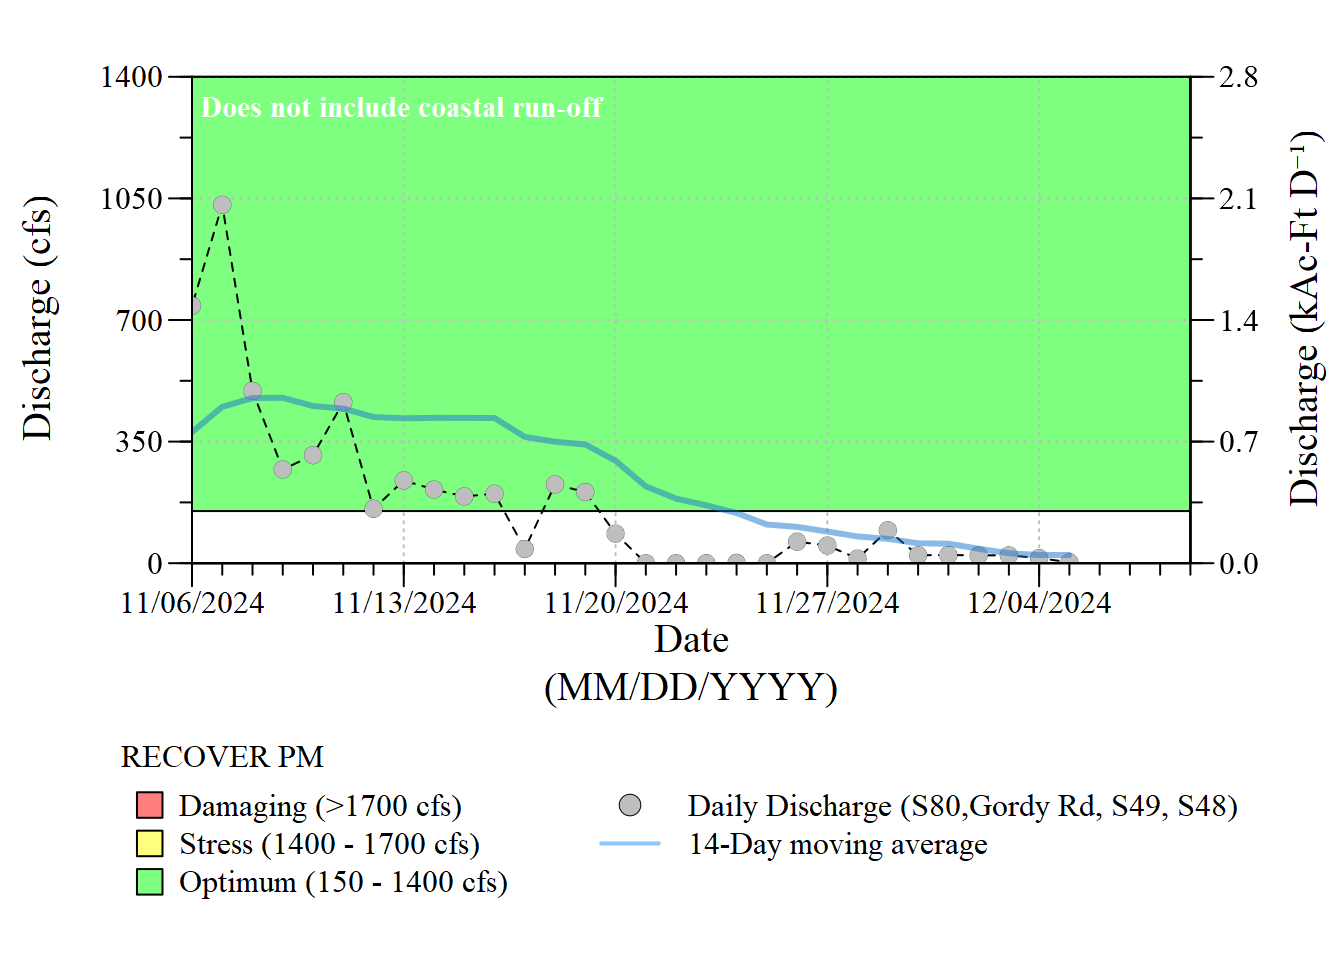 Does not include coastal run-off
1400
1050
700
350
0
Discharge (cfs)
2.8
2.1
1.4
0.7
0.0
Discharge (kAc-Ft D⁻¹)
11/06/2024
11/13/2024
11/20/2024
11/27/2024
12/04/2024
Date
(MM/DD/YYYY)
RECOVER PM
Damaging (>1700 cfs)
Stress (1400 - 1700 cfs)
Optimum (150 - 1400 cfs)
Daily Discharge (S80,Gordy Rd, S49, S48)
14-Day moving average